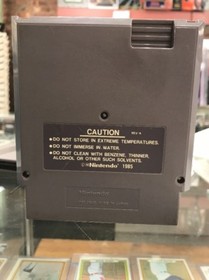 CAUTION REV-A
•DO NOT STORE IN EXTREME TEMPERATURES.
•DO NOT IMMERSE IN WATER.
•DO NOT CLEAN WITH BENZENE, THINNER,
ALCOHOL OR OTHER SUCH SOLVENTS.
© Nintendo 1985